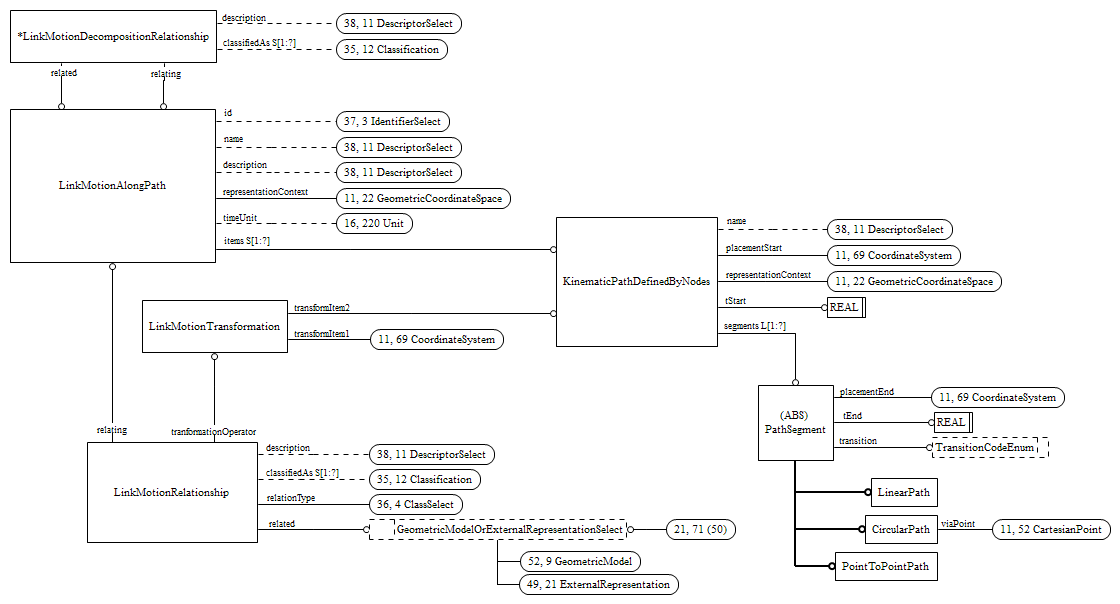 *LinkMotionDecompositionRelationship
description
38, 11 DescriptorSelect
classifiedAs S[1:?]
35, 12 Classification
related
relating
LinkMotionAlongPath
id
37, 3 IdentifierSelect
name
38, 11 DescriptorSelect
description
38, 11 DescriptorSelect
representationContext
11, 22 GeometricCoordinateSpace
timeUnit
16, 220 Unit
items S[1:?]
KinematicPathDefinedByNodes
name
38, 11 DescriptorSelect
placementStart
11, 69 CoordinateSystem
representationContext
11, 22 GeometricCoordinateSpace
tStart
REAL
segments L[1:?]
LinkMotionTransformation
transformItem2
transformItem1
11, 69 CoordinateSystem
(ABS)
PathSegment
placementEnd
11, 69 CoordinateSystem
tEnd
REAL
transition
TransitionCodeEnum
relating
tranformationOperator
LinkMotionRelationship
description
38, 11 DescriptorSelect
classifiedAs S[1:?]
35, 12 Classification
relationType
36, 4 ClassSelect
related
GeometricModelOrExternalRepresentationSelect
21, 71 (50)
52, 9 GeometricModel
49, 21 ExternalRepresentation
LinearPath
CircularPath
viaPoint
11, 52 CartesianPoint
PointToPointPath